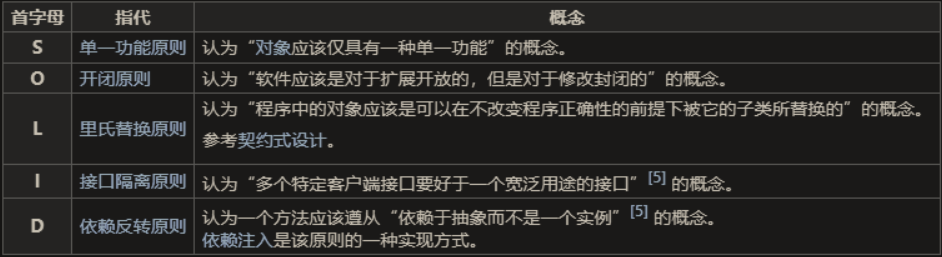 首字母 指代 概念
S 单一功能原则 认为“对象应该仅具有一种单一功能”的概念。
O 开闭原则 认为“软件应该是对于扩展开放的，但是对于修改封闭的”的概念。
L 里氏替换原则 认为“程序中的对象应该是可以在不改变程序正确性的前提下被它的子类所替换的”的概念。
参考契约式设计。
I 接口隔离原则 认为“多个特定客户端接口要好于一个宽泛用途的接口”[5] 的概念。
D 依赖反转原则 认为一个方法应该遵从“依赖于抽象而不是一个实例”[5] 的概念。
依赖注入是该原则的一种实现方式。